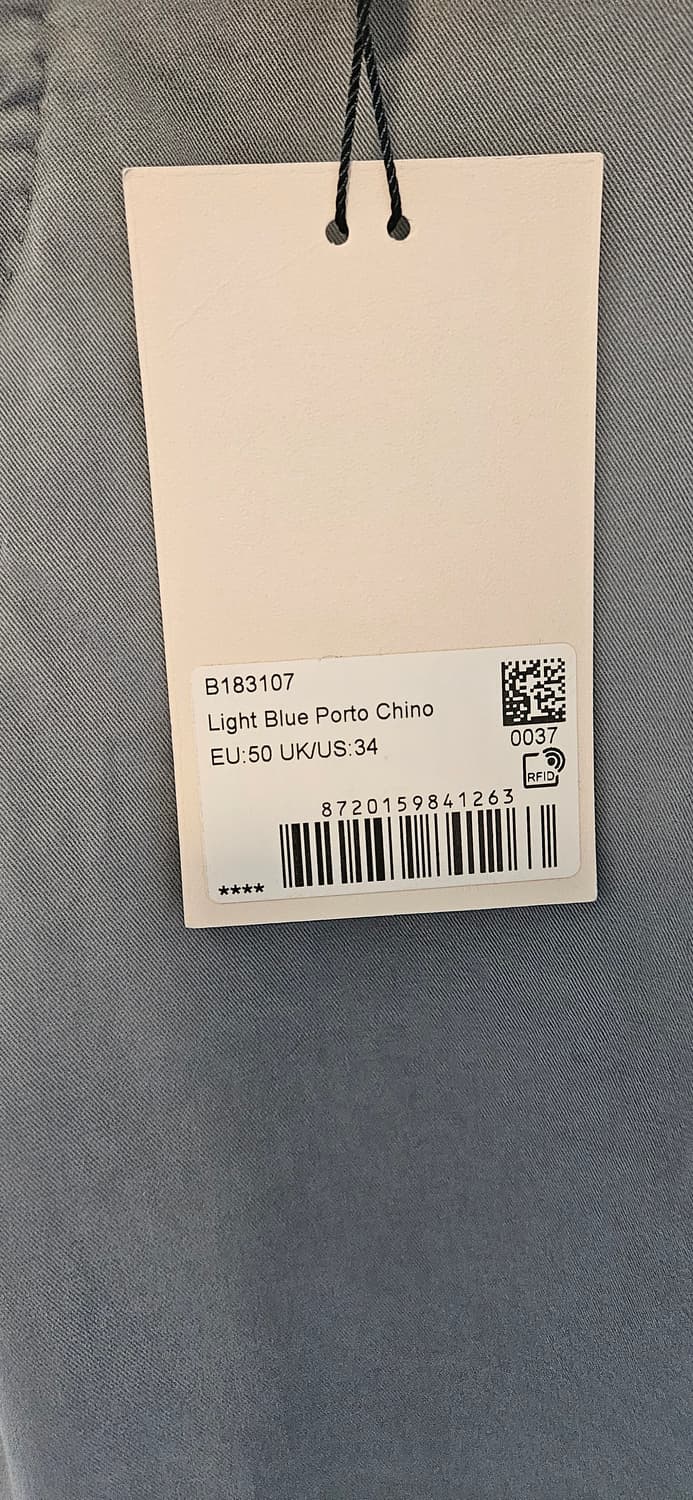 B183107
Light Blue Porto Chino
EU:50 UK/US:34
0037
RFID
8720159841263
****